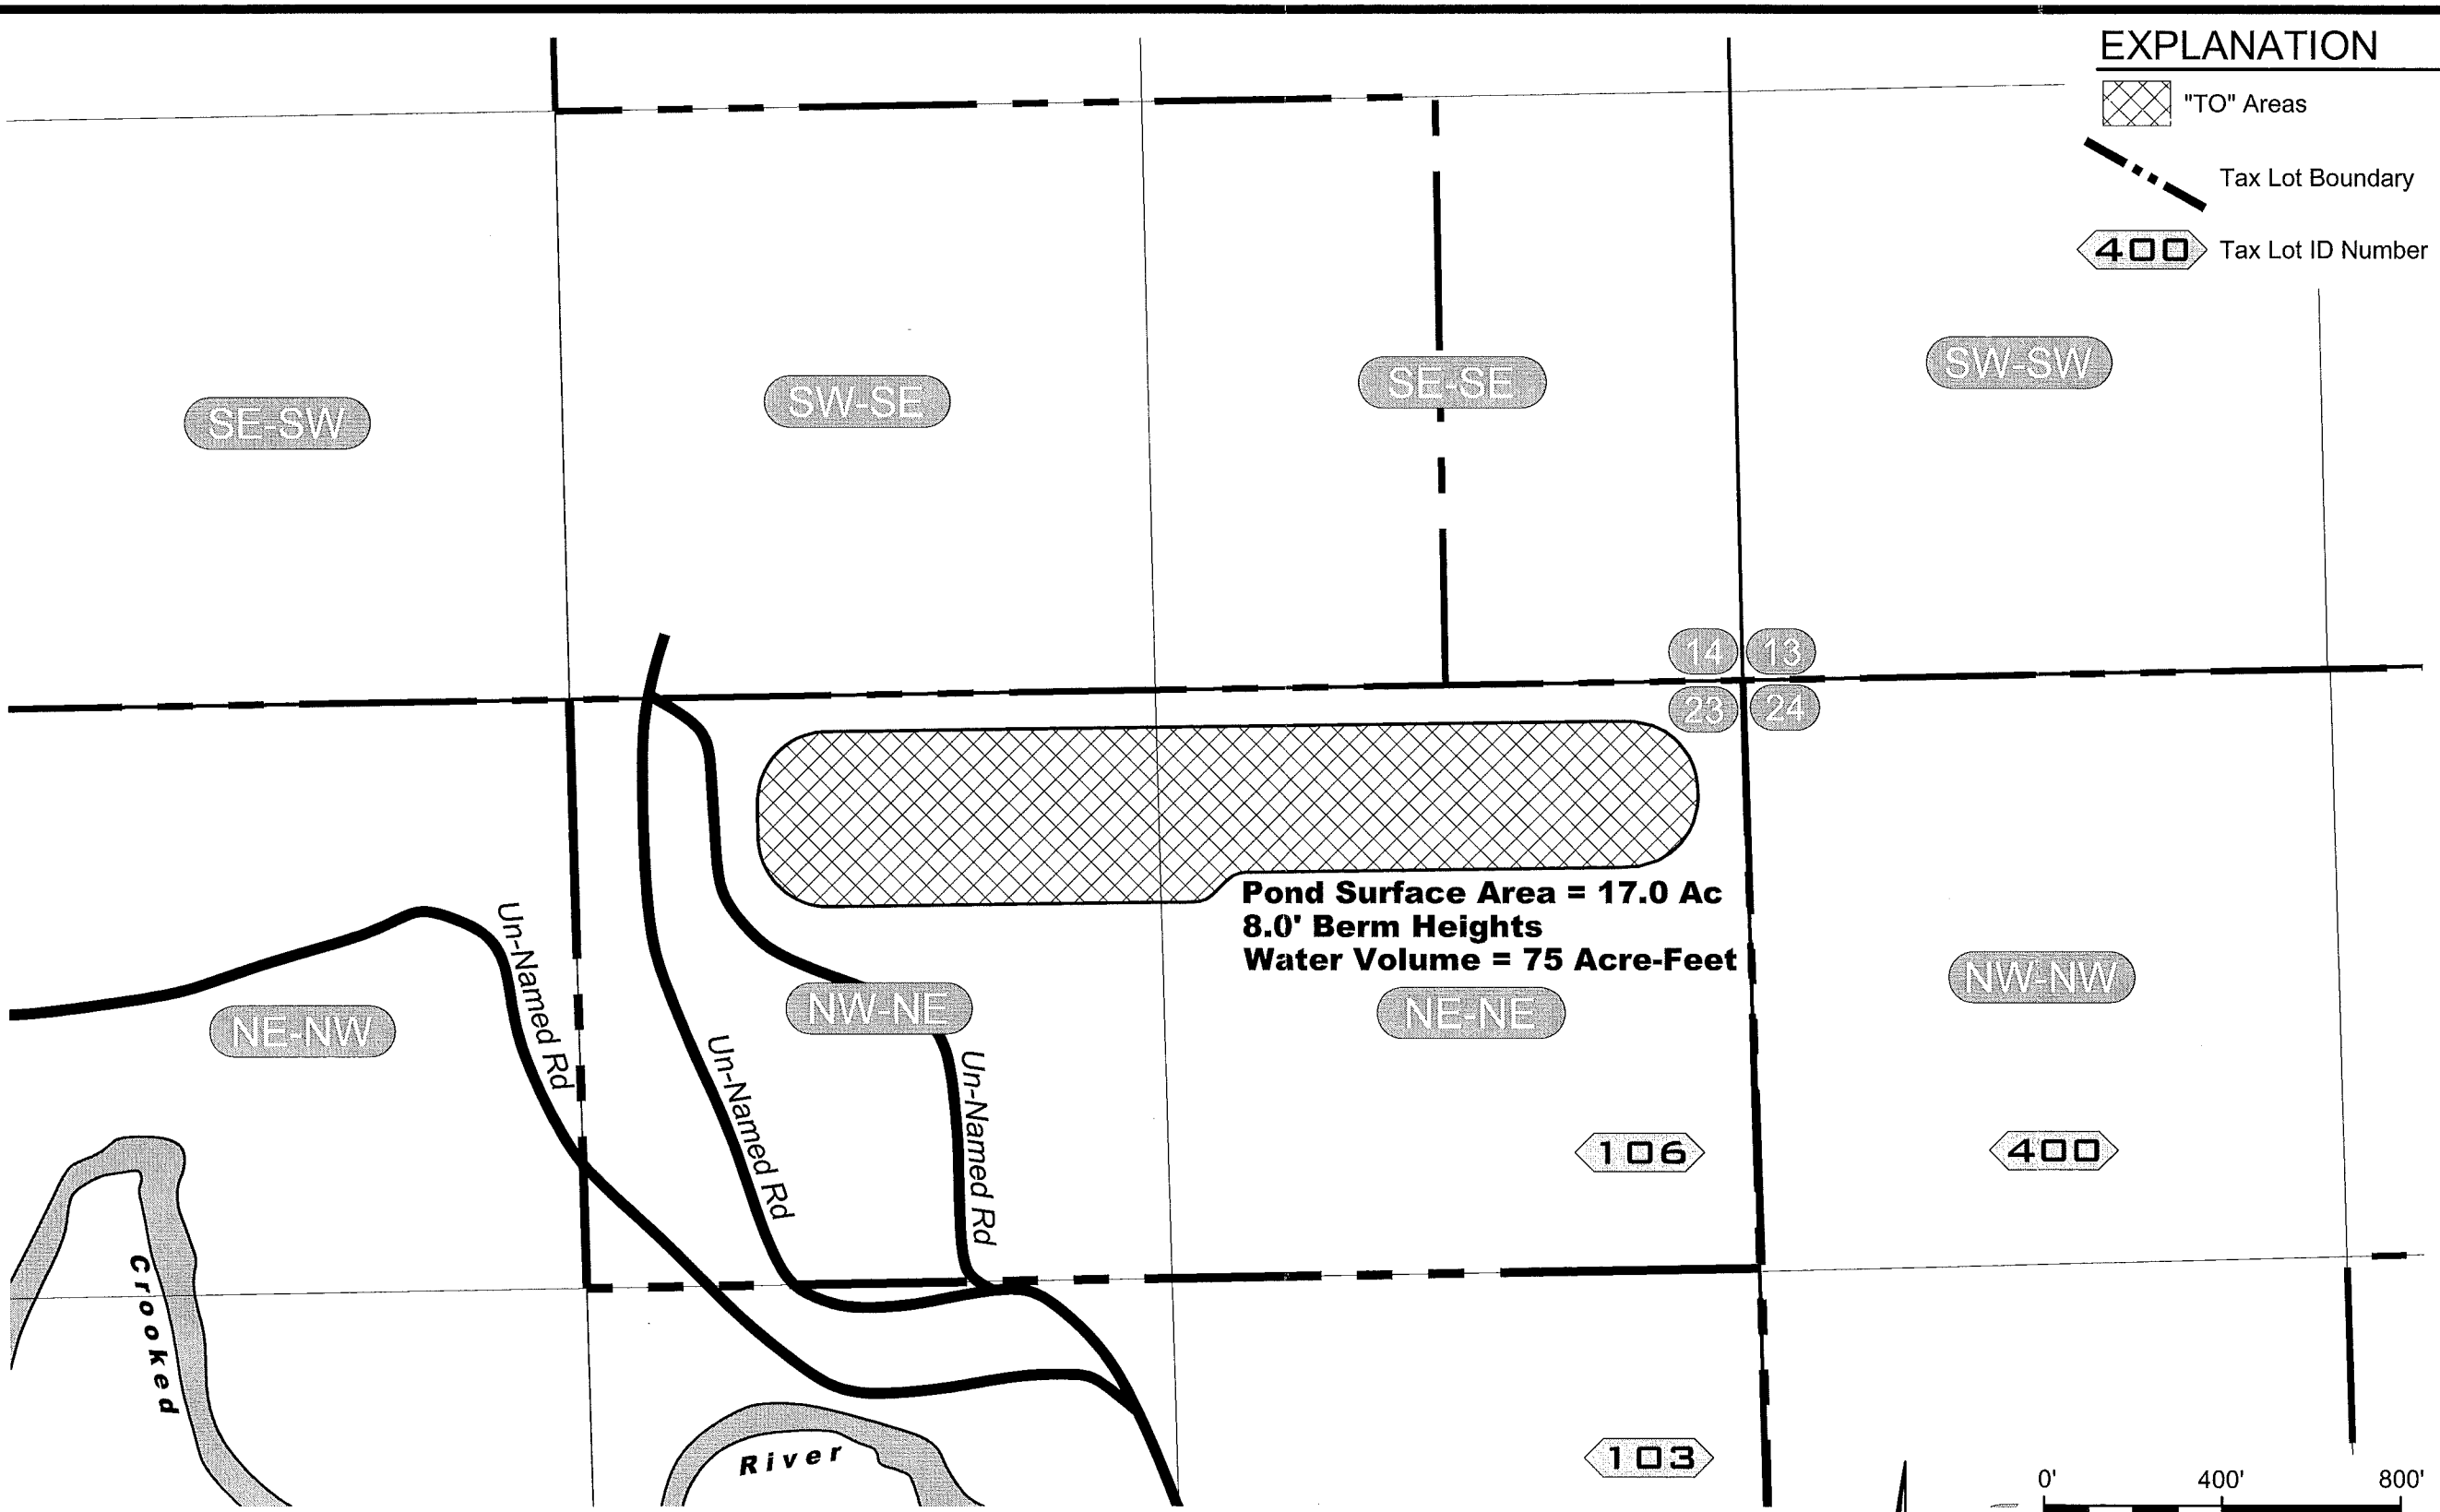 EXPLANATION
"TO" Areas
Tax Lot Boundary
400 Tax Lot ID Number
SE-SW
SW-SE
SE-SE
SW-SW
14 13
23 24
Pond Surface Area = 17.0 Ac
8.0' Berm Heights
Water Volume = 75 Acre-Feet
Un-Named Rd
NE-NW
NW-NE
NE-NE
NW-NW
Un-Named Rd
Un-Named Rd
106
400
Crooked
River
103
0' 400' 800'